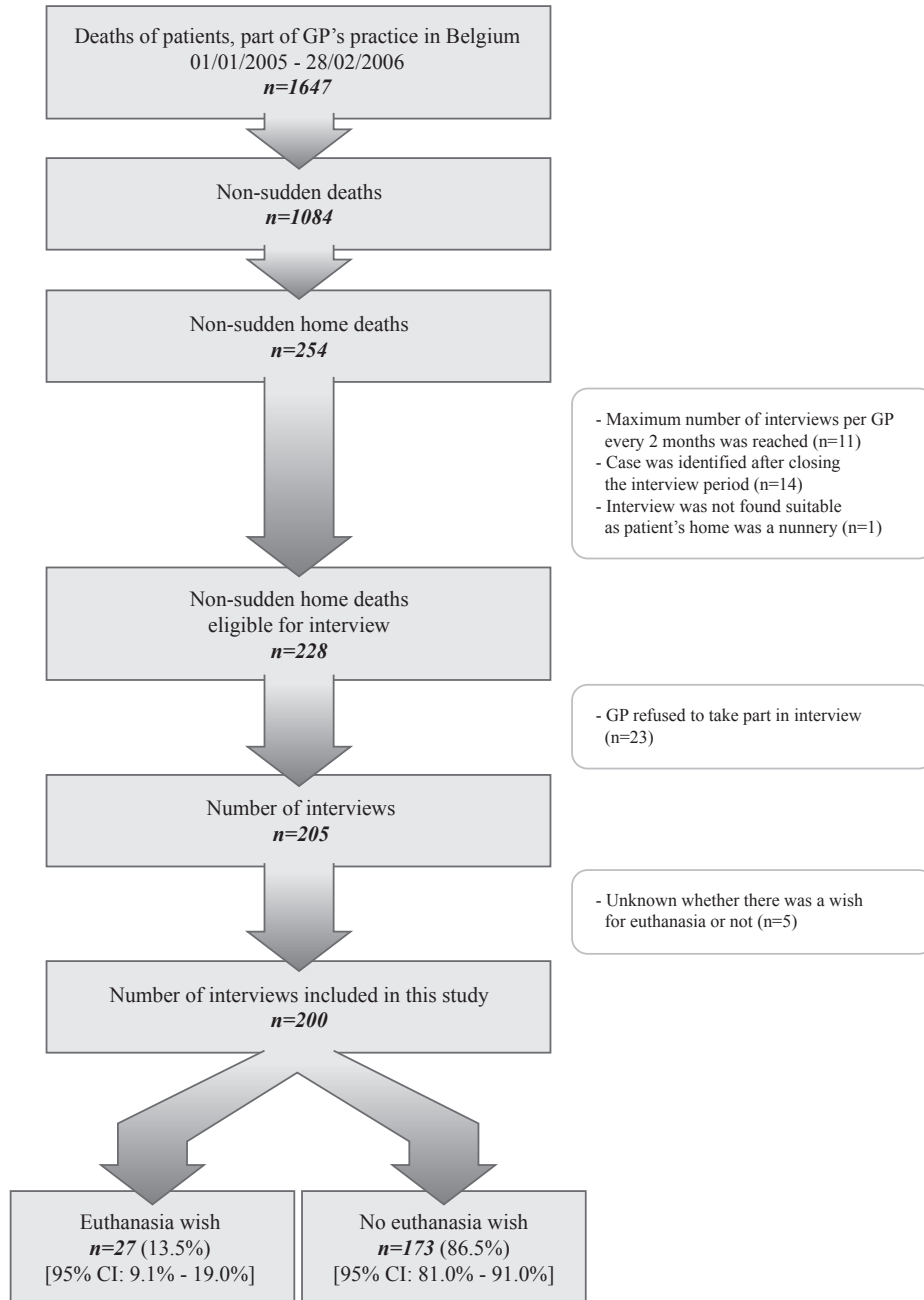 Deaths of patients, part of GP's practice in Belgium
01/01/2005 - 28/02/2006
n=1647
Non-sudden deaths
n=1084
Non-sudden home deaths
n=254
- Maximum number of interviews per GP
every 2 months was reached (n=11)
- Case was identified after closing
the interview period (n=14)
- Interview was not found suitable
as patient's home was a nunnery (n=1)
Non-sudden home deaths
eligible for interview
n=228
- GP refused to take part in interview
(n=23)
Number of interviews
n=205
- Unknown whether there was a wish
for euthanasia or not (n=5)
Number of interviews included in this study
n=200
Euthanasia wish
n=27 (13.5%)
[95% CI: 9.1% - 19.0%]
No euthanasia wish
n=173 (86.5%)
[95% CI: 81.0% - 91.0%]